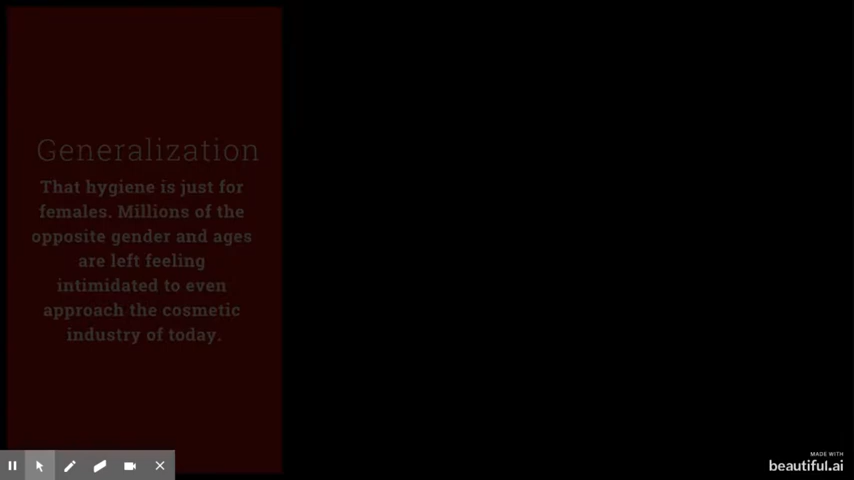 Generalization
That hygiene is just for
females. Millions of the
opposite gender and ages
are left feeling
intimidated to even
approach the cosmetic
industry of today.
MADE WITH
beautiful.ai